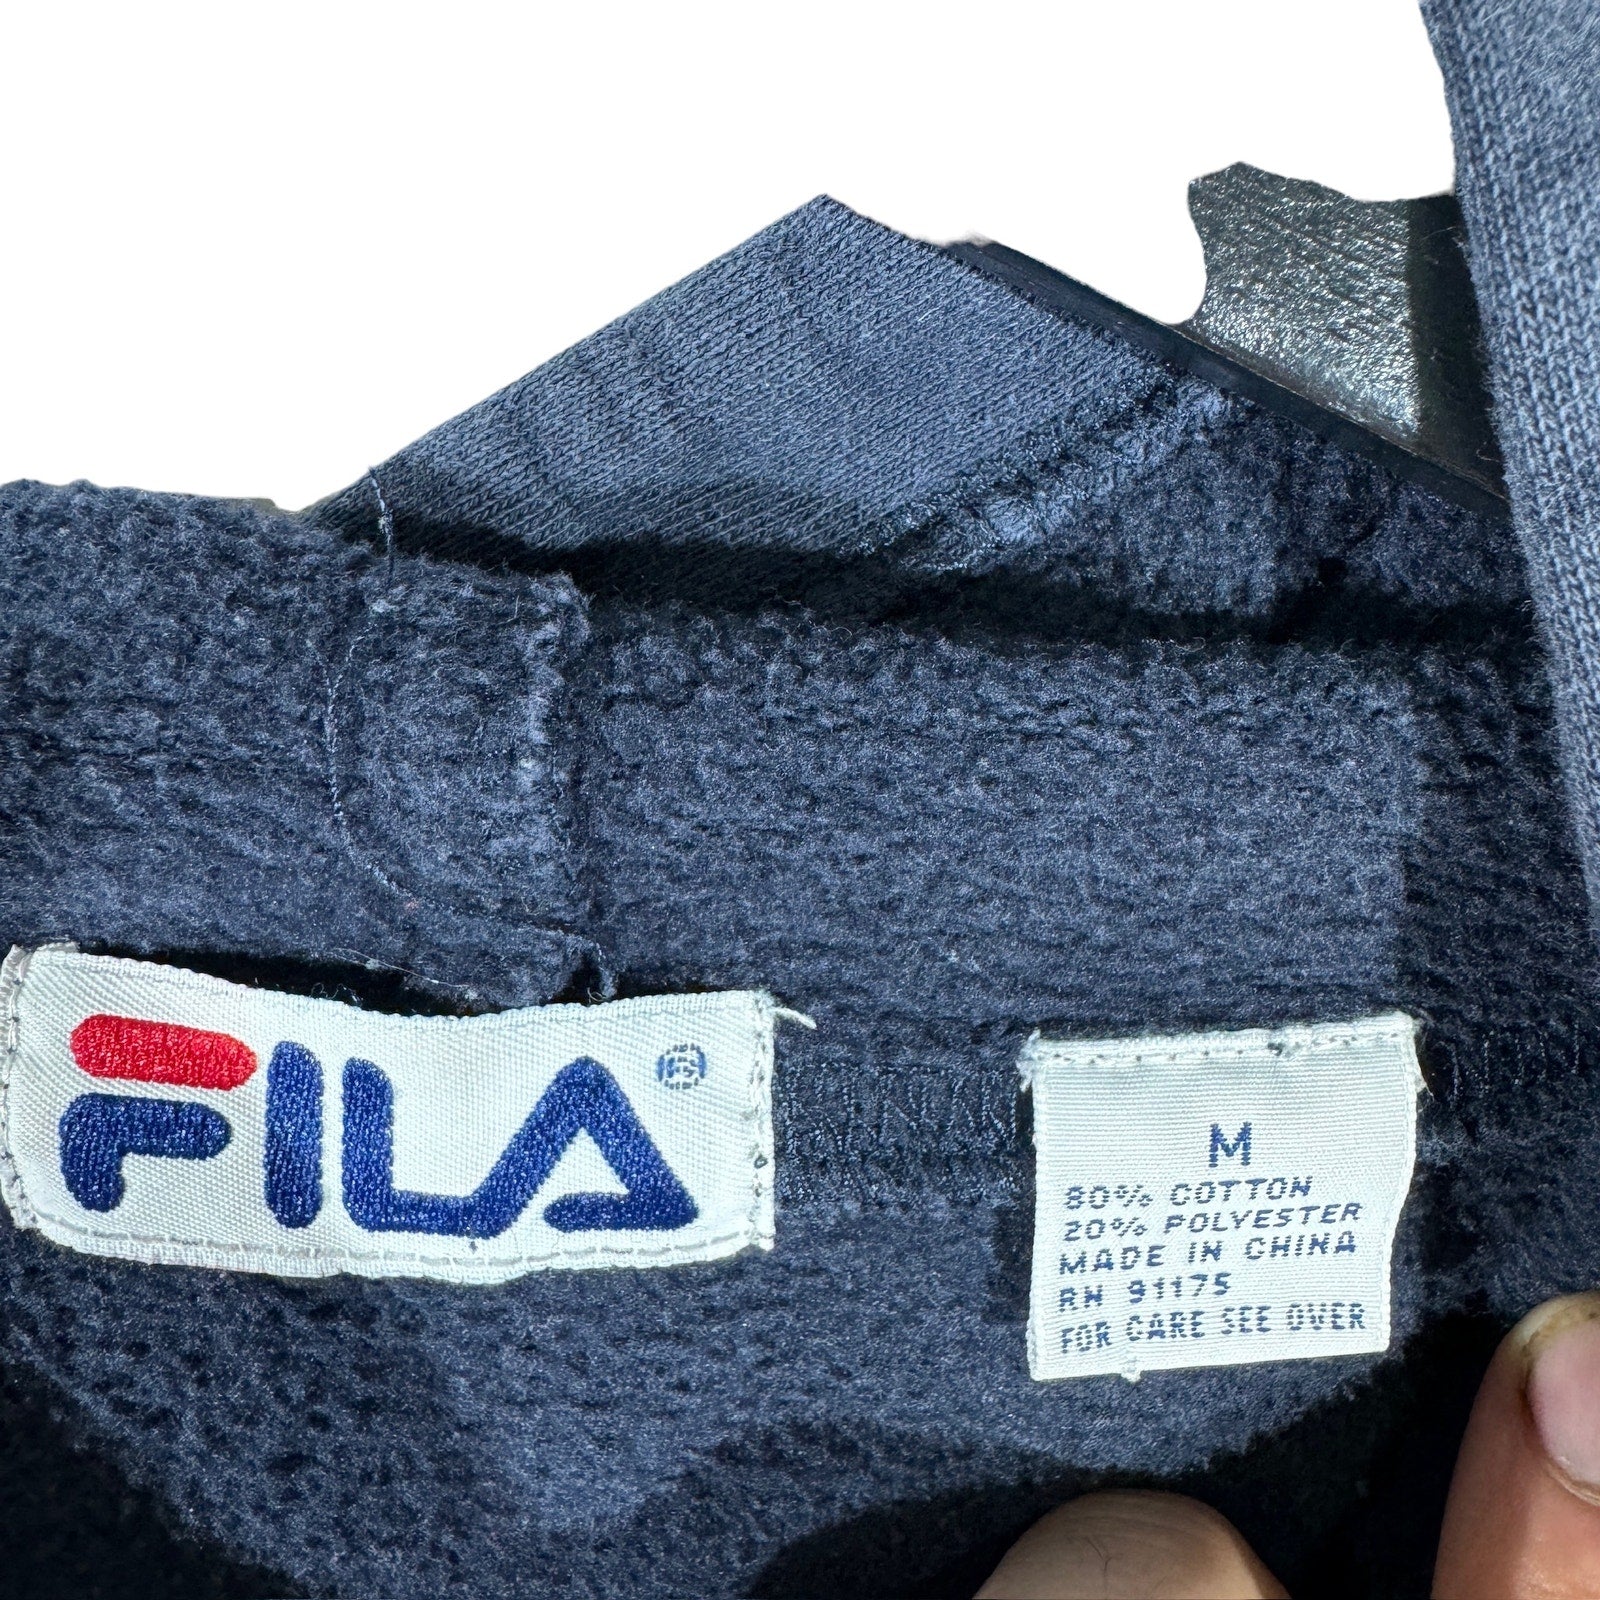 FILA®
M
80% COTTON
20% POLYESTER
MADE IN CHINA
RN 91175
FOR CARE SEE OVER